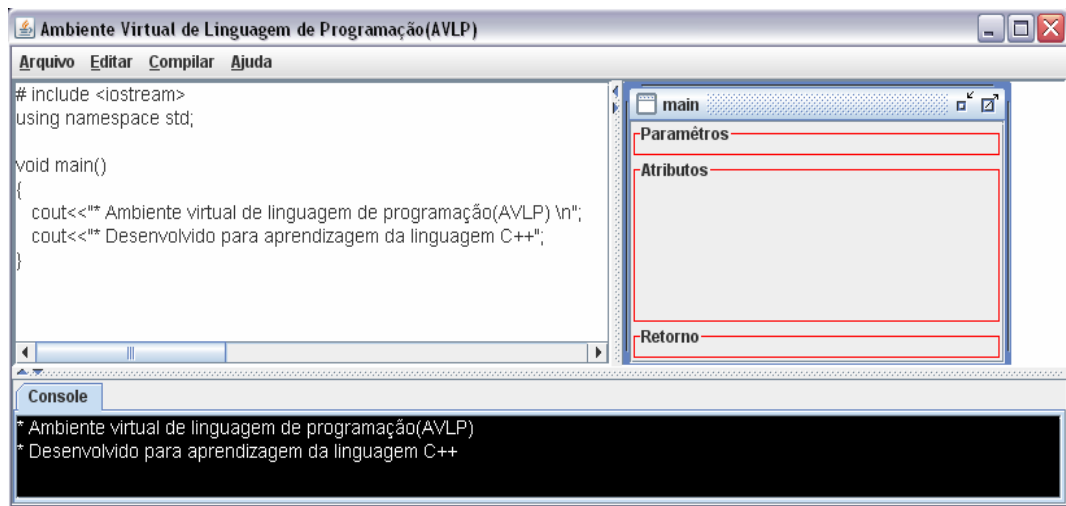 Ambiente Virtual de Linguagem de Programação(AVLP)
Arquivo Editar Compilar Ajuda
# include <iostream>
using namespace std;
void main()
{
cout<<"* Ambiente virtual de linguagem de programação(AVLP) \n";
cout<<"* Desenvolvido para aprendizagem da linguagem C++";
}
main
Paramêtros
Atributos
Retorno
Console
* Ambiente virtual de linguagem de programação(AVLP)
* Desenvolvido para aprendizagem da linguagem C++